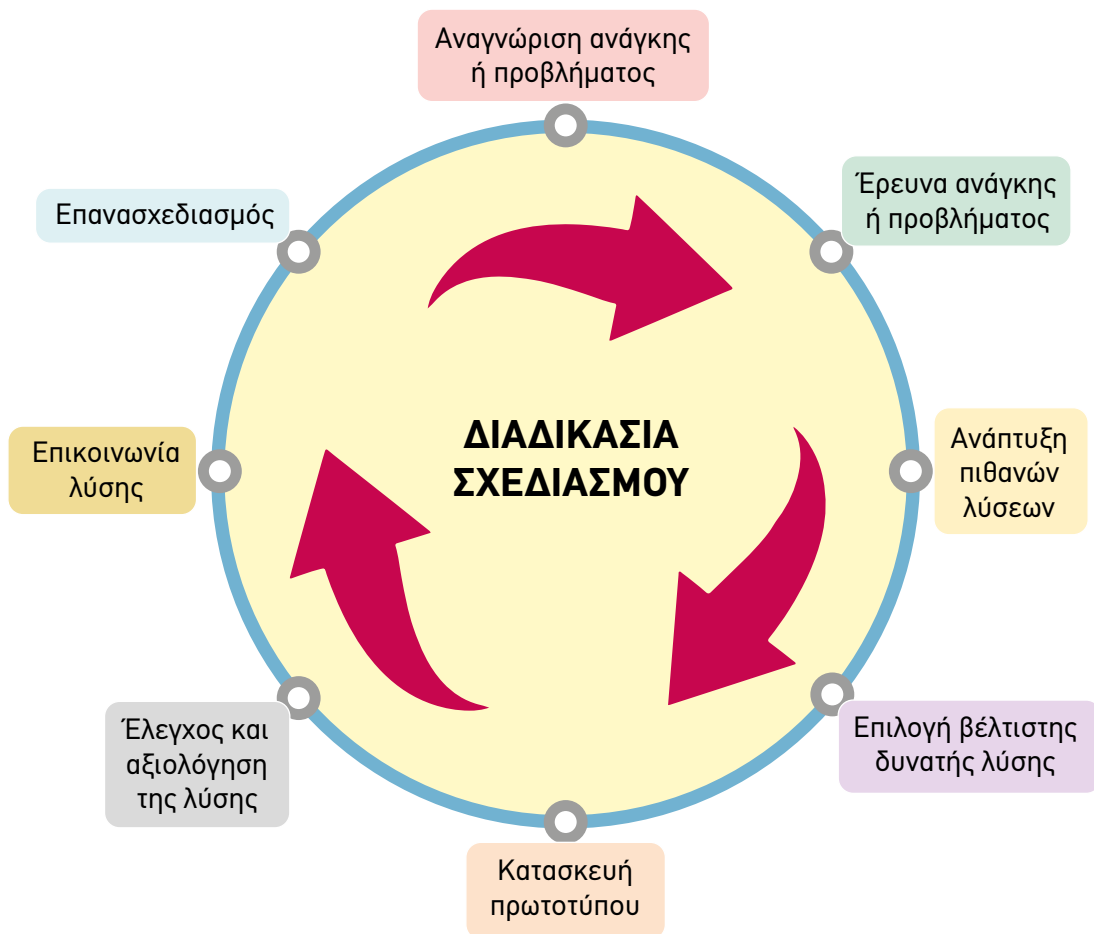 Αναγνώριση ανάγκης
ή προβλήματος
Έρευνα ανάγκης
ή προβλήματος
Ανάπτυξη
πιθανών
λύσεων
Επιλογή βέλτιστης
δυνατής λύσης
Κατασκευή
πρωτοτύπου
Έλεγχος και
αξιολόγηση
της λύσης
Επικοινωνία
λύσης
Επανασχεδιασμός
ΔΙΑΔΙΚΑΣΙΑ
ΣΧΕΔΙΑΣΜΟΥ